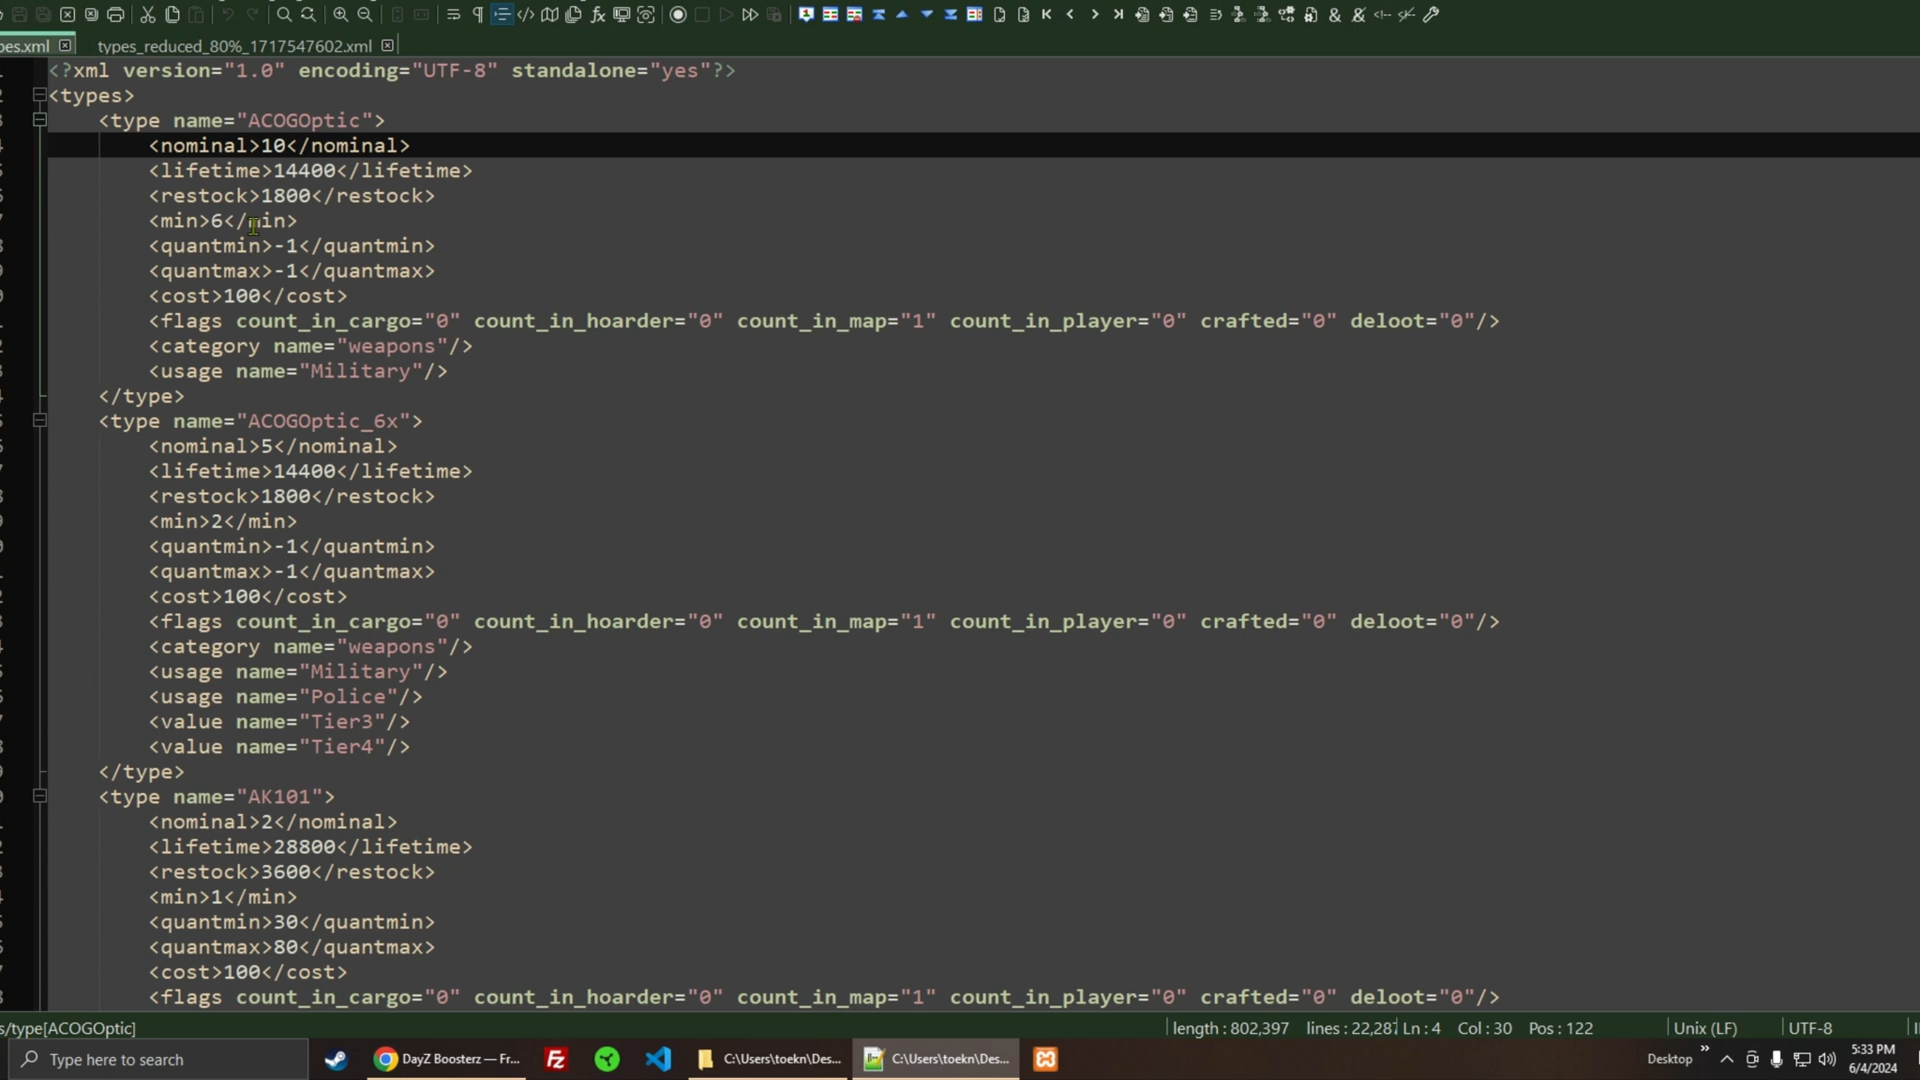 pes.xml types_reduced_80%_1717547602.xml
<?xml version="1.0" encoding="UTF-8" standalone="yes"?>
<types>
<type name="ACOGOptic">
<nominal>10</nominal>
<lifetime>14400</lifetime>
<restock>1800</restock>
<min>6</min>
<quantmin>-1</quantmin>
<quantmax>-1</quantmax>
<cost>100</cost>
<flags count_in_cargo="0" count_in_hoarder="0" count_in_map="1" count_in_player="0" crafted="0" deloot="0"/>
<category name="weapons"/>
<usage name="Military"/>
</type>
<type name="ACOGOptic_6x">
<nominal>5</nominal>
<lifetime>14400</lifetime>
<restock>1800</restock>
<min>2</min>
<quantmin>-1</quantmin>
<quantmax>-1</quantmax>
<cost>100</cost>
<flags count_in_cargo="0" count_in_hoarder="0" count_in_map="1" count_in_player="0" crafted="0" deloot="0"/>
<category name="weapons"/>
<usage name="Military"/>
<usage name="Police"/>
<value name="Tier3"/>
<value name="Tier4"/>
</type>
<type name="AK101">
<nominal>2</nominal>
<lifetime>28800</lifetime>
<restock>3600</restock>
<min>1</min>
<quantmin>30</quantmin>
<quantmax>80</quantmax>
<cost>100</cost>
<flags count_in_cargo="0" count_in_hoarder="0" count_in_map="1" count_in_player="0" crafted="0" deloot="0"/>
s/type[ACOGOptic] length : 802,397 lines : 22,287 Ln : 4 Col : 30 Pos : 122 Unix (LF) UTF-8
Type here to search DayZ Boosterz — Fr... C:\Users\toekn\Des... C:\Users\toekn\Des... Desktop 5:33 PM
6/4/2024